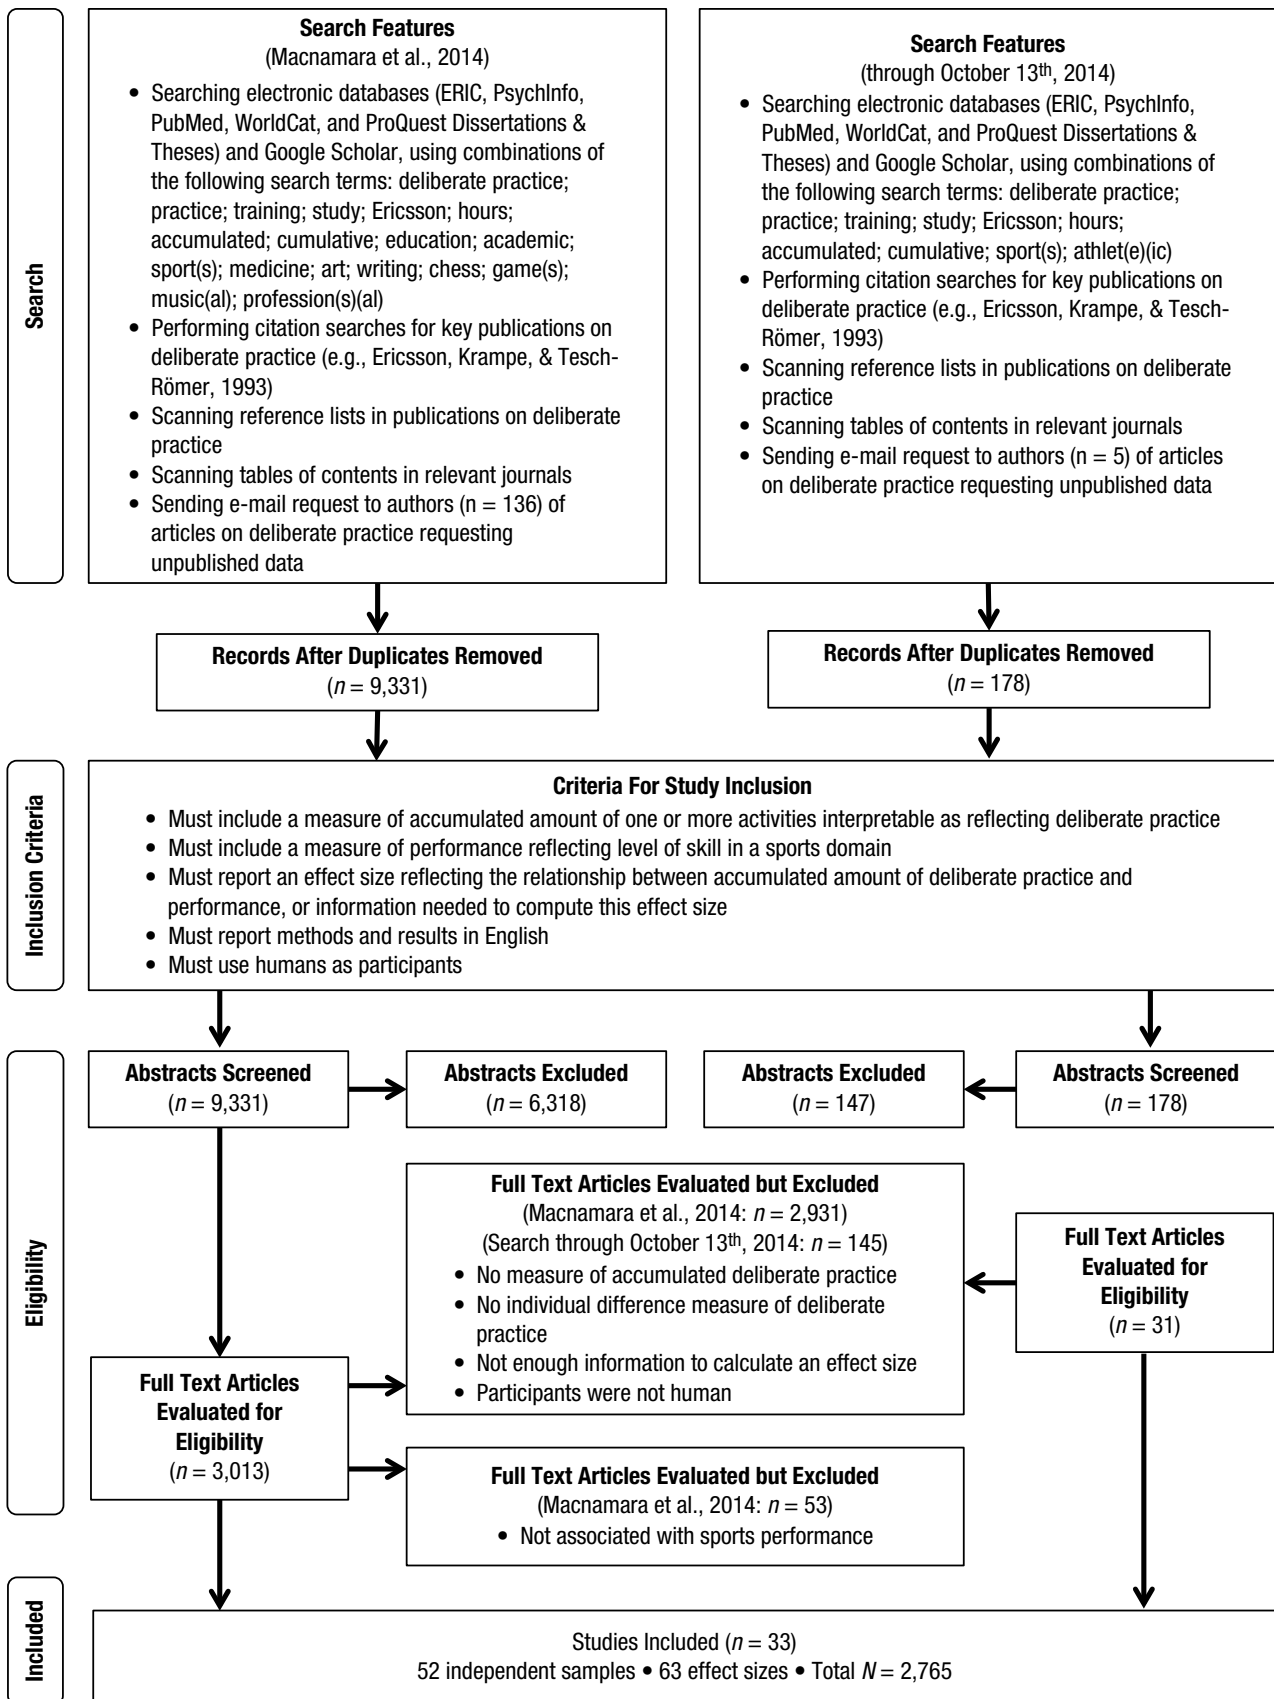 Search
Search Features
(Macnamara et al., 2014)
• Searching electronic databases (ERIC, PsychInfo,
PubMed, WorldCat, and ProQuest Dissertations &
Theses) and Google Scholar, using combinations of
the following search terms: deliberate practice;
practice; training; study; Ericsson; hours;
accumulated; cumulative; education; academic;
sport(s); medicine; art; writing; chess; game(s);
music(al); profession(s)(al)
• Performing citation searches for key publications on
deliberate practice (e.g., Ericsson, Krampe, & Tesch-
Römer, 1993)
• Scanning reference lists in publications on deliberate
practice
• Scanning tables of contents in relevant journals
• Sending e-mail request to authors (n = 136) of
articles on deliberate practice requesting
unpublished data
Search Features
(through October 13th, 2014)
• Searching electronic databases (ERIC, PsychInfo,
PubMed, WorldCat, and ProQuest Dissertations &
Theses) and Google Scholar, using combinations of
the following search terms: deliberate practice;
practice; training; study; Ericsson; hours;
accumulated; cumulative; sport(s); athlet(e)(ic)
• Performing citation searches for key publications on
deliberate practice (e.g., Ericsson, Krampe, & Tesch-
Römer, 1993)
• Scanning reference lists in publications on deliberate
practice
• Scanning tables of contents in relevant journals
• Sending e-mail request to authors (n = 5) of articles
on deliberate practice requesting unpublished data
Records After Duplicates Removed
(n = 9,331)
Records After Duplicates Removed
(n = 178)
Inclusion Criteria
Criteria For Study Inclusion
• Must include a measure of accumulated amount of one or more activities interpretable as reflecting deliberate practice
• Must include a measure of performance reflecting level of skill in a sports domain
• Must report an effect size reflecting the relationship between accumulated amount of deliberate practice and
performance, or information needed to compute this effect size
• Must report methods and results in English
• Must use humans as participants
Eligibility
Abstracts Screened
(n = 9,331)
Abstracts Excluded
(n = 6,318)
Abstracts Excluded
(n = 147)
Abstracts Screened
(n = 178)
Full Text Articles Evaluated but Excluded
(Macnamara et al., 2014: n = 2,931)
(Search through October 13th, 2014: n = 145)
• No measure of accumulated deliberate practice
• No individual difference measure of deliberate
practice
• Not enough information to calculate an effect size
• Participants were not human
Full Text Articles
Evaluated for
Eligibility
(n = 31)
Full Text Articles
Evaluated for
Eligibility
(n = 3,013)
Full Text Articles Evaluated but Excluded
(Macnamara et al., 2014: n = 53)
• Not associated with sports performance
Included
Studies Included (n = 33)
52 independent samples • 63 effect sizes • Total N = 2,765